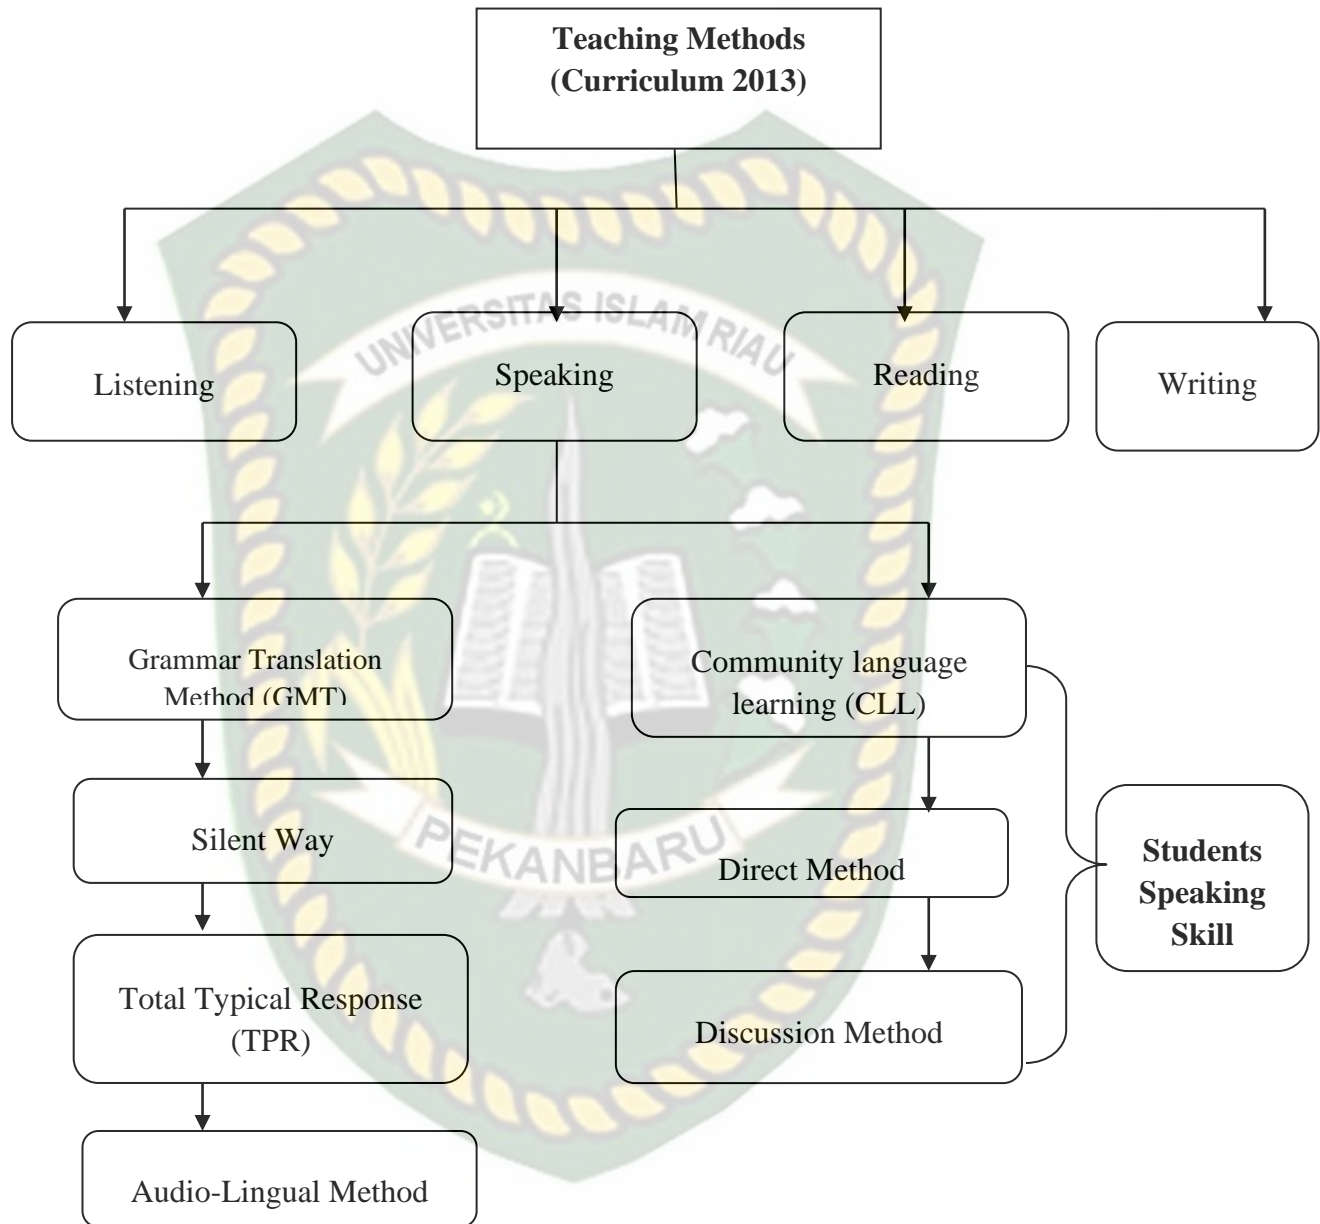 Teaching Methods
(Curriculum 2013)
UNIVERSITAS ISLAM RIAU
Listening
Speaking
Reading
Writing
Grammar Translation
Method (GMT)
Community language
learning (CLL)
Silent Way
PEKANBARU
Direct Method
Students
Speaking
Skill
Total Typical Response
(TPR)
Discussion Method
Audio-Lingual Method